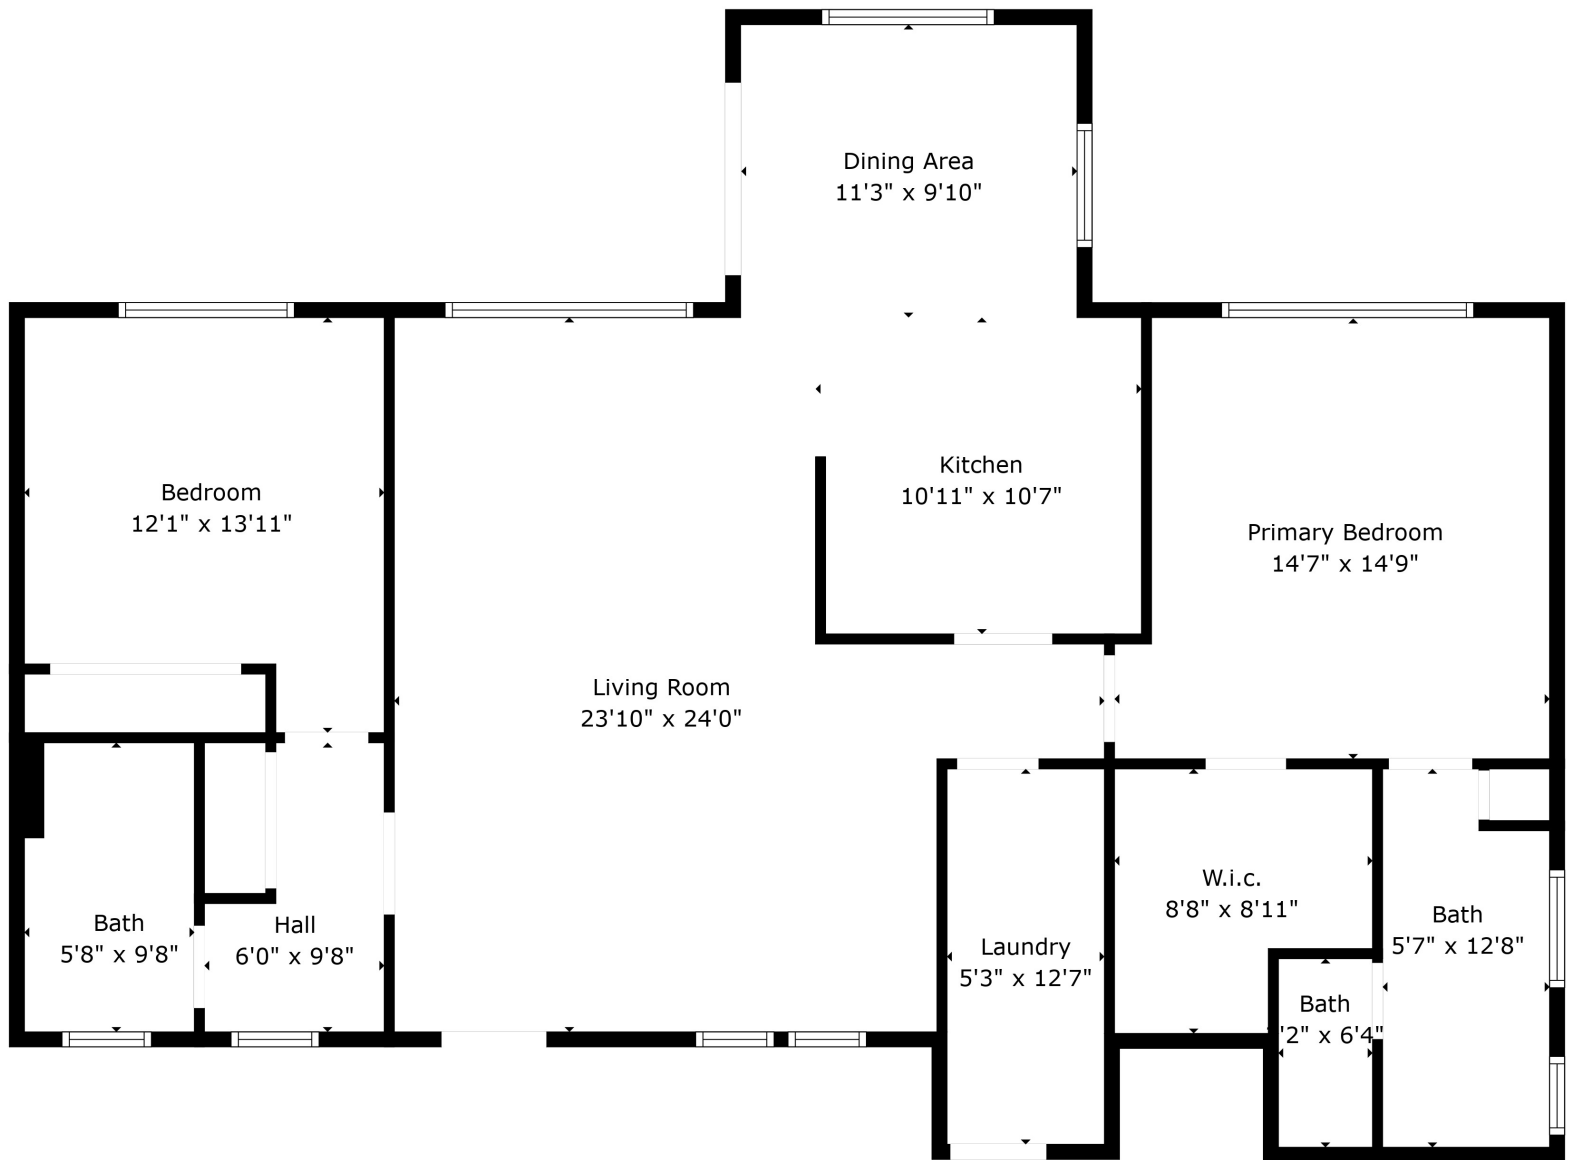 Dining Area
11'3" x 9'10"
Kitchen
10'11" x 10'7"
Bedroom
12'1" x 13'11"
Primary Bedroom
14'7" x 14'9"
Living Room
23'10" x 24'0"
W.i.c.
8'8" x 8'11"
Bath
5'7" x 12'8"
Bath
5'8" x 9'8"
Hall
6'0" x 9'8"
Laundry
5'3" x 12'7"
Bath
'2" x 6'4"